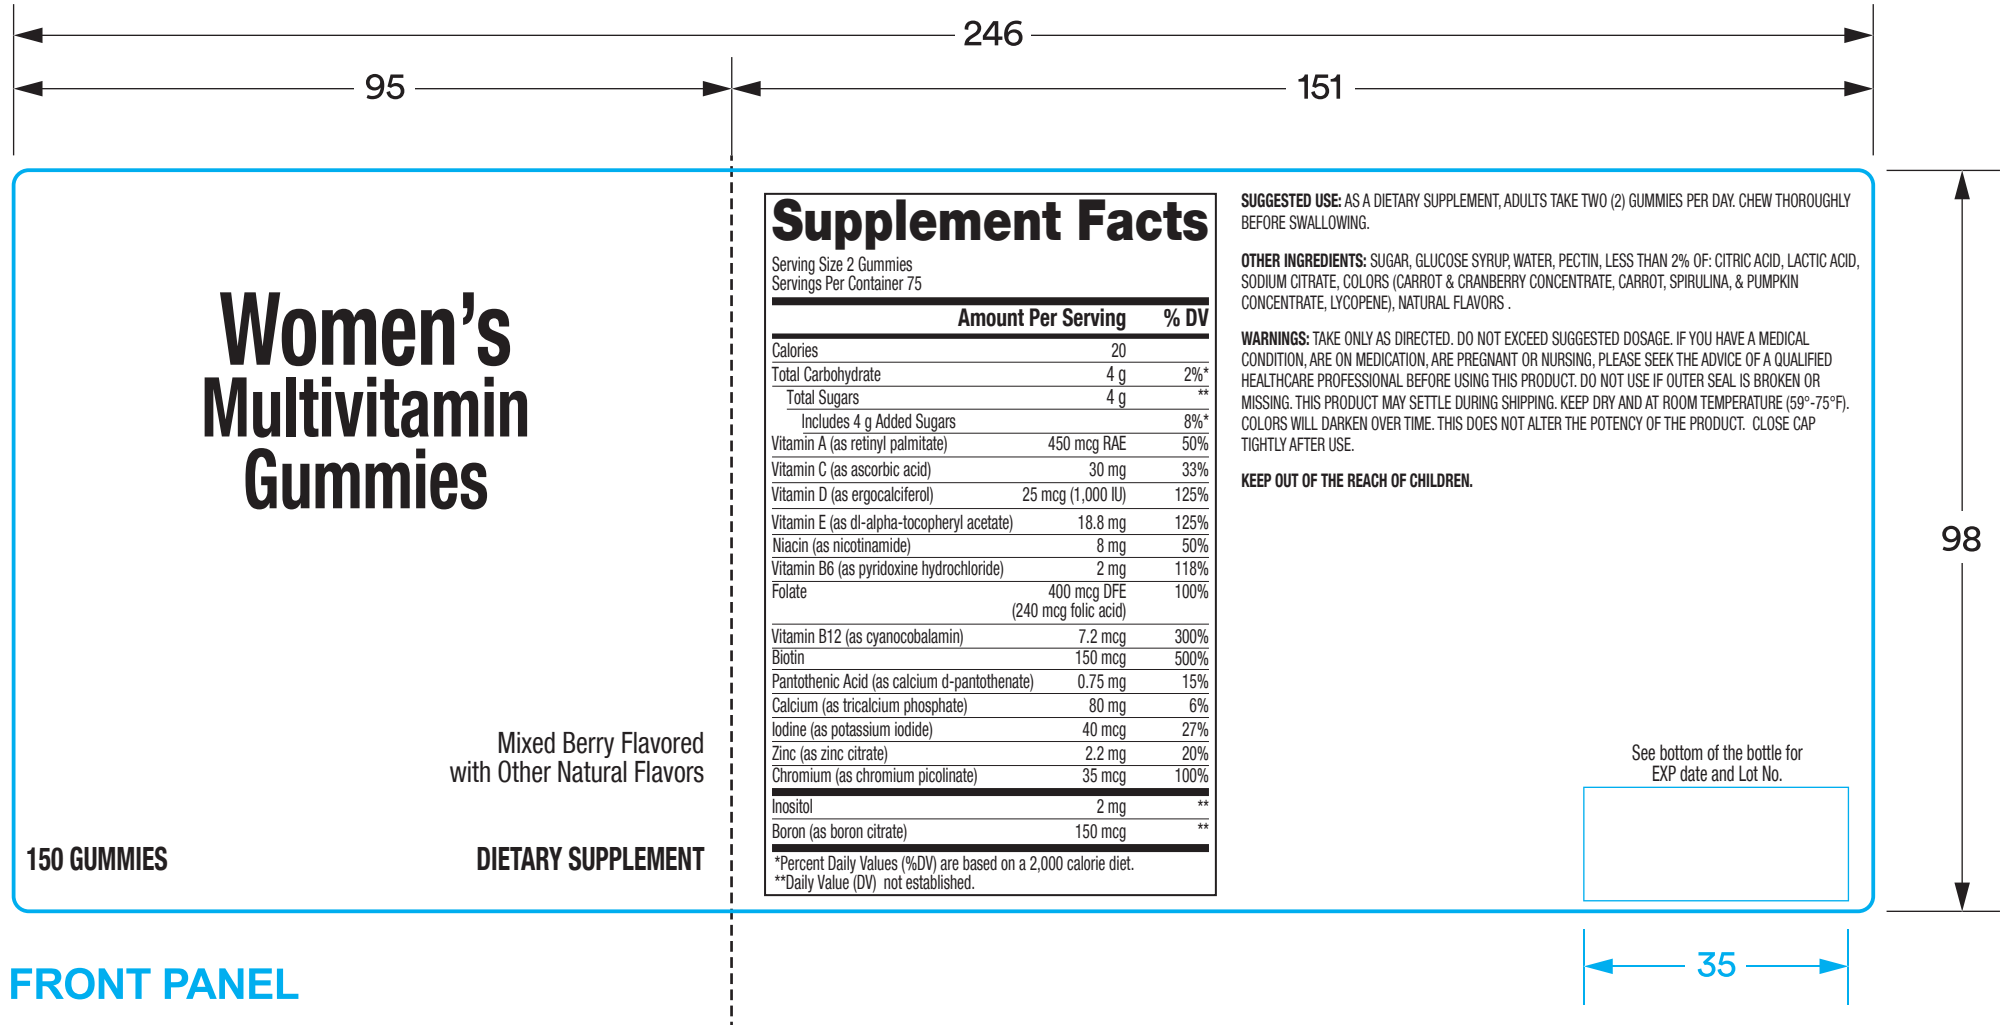 246
95
151
Women's
Multivitamin
Gummies
Mixed Berry Flavored
with Other Natural Flavors
150 GUMMIES
DIETARY SUPPLEMENT
FRONT PANEL
Supplement Facts
Serving Size 2 Gummies
Servings Per Container 75
Amount Per Serving % DV
Calories 20
Total Carbohydrate 4 g 2%*
Total Sugars 4 g **
Includes 4 g Added Sugars 8%*
Vitamin A (as retinyl palmitate) 450 mcg RAE 50%
Vitamin C (as ascorbic acid) 30 mg 33%
Vitamin D (as ergocalciferol) 25 mcg (1,000 IU) 125%
Vitamin E (as dl-alpha-tocopheryl acetate) 18.8 mg 125%
Niacin (as nicotinamide) 8 mg 50%
Vitamin B6 (as pyridoxine hydrochloride) 2 mg 118%
Folate 400 mcg DFE 100%
(240 mcg folic acid)
Vitamin B12 (as cyanocobalamin) 7.2 mcg 300%
Biotin 150 mcg 500%
Pantothenic Acid (as calcium d-pantothenate) 0.75 mg 15%
Calcium (as tricalcium phosphate) 80 mg 6%
Iodine (as potassium iodide) 40 mcg 27%
Zinc (as zinc citrate) 2.2 mg 20%
Chromium (as chromium picolinate) 35 mcg 100%
Inositol 2 mg **
Boron (as boron citrate) 150 mcg **
*Percent Daily Values (%DV) are based on a 2,000 calorie diet.
**Daily Value (DV) not established.
SUGGESTED USE: AS A DIETARY SUPPLEMENT, ADULTS TAKE TWO (2) GUMMIES PER DAY. CHEW THOROUGHLY
BEFORE SWALLOWING.
OTHER INGREDIENTS: SUGAR, GLUCOSE SYRUP, WATER, PECTIN, LESS THAN 2% OF: CITRIC ACID, LACTIC ACID,
SODIUM CITRATE, COLORS (CARROT & CRANBERRY CONCENTRATE, CARROT, SPIRULINA, & PUMPKIN
CONCENTRATE, LYCOPENE), NATURAL FLAVORS .
WARNINGS: TAKE ONLY AS DIRECTED. DO NOT EXCEED SUGGESTED DOSAGE. IF YOU HAVE A MEDICAL
CONDITION, ARE ON MEDICATION, ARE PREGNANT OR NURSING, PLEASE SEEK THE ADVICE OF A QUALIFIED
HEALTHCARE PROFESSIONAL BEFORE USING THIS PRODUCT. DO NOT USE IF OUTER SEAL IS BROKEN OR
MISSING. THIS PRODUCT MAY SETTLE DURING SHIPPING. KEEP DRY AND AT ROOM TEMPERATURE (59°-75°F).
COLORS WILL DARKEN OVER TIME. THIS DOES NOT ALTER THE POTENCY OF THE PRODUCT. CLOSE CAP
TIGHTLY AFTER USE.
KEEP OUT OF THE REACH OF CHILDREN.
See bottom of the bottle for
EXP date and Lot No.
98
35